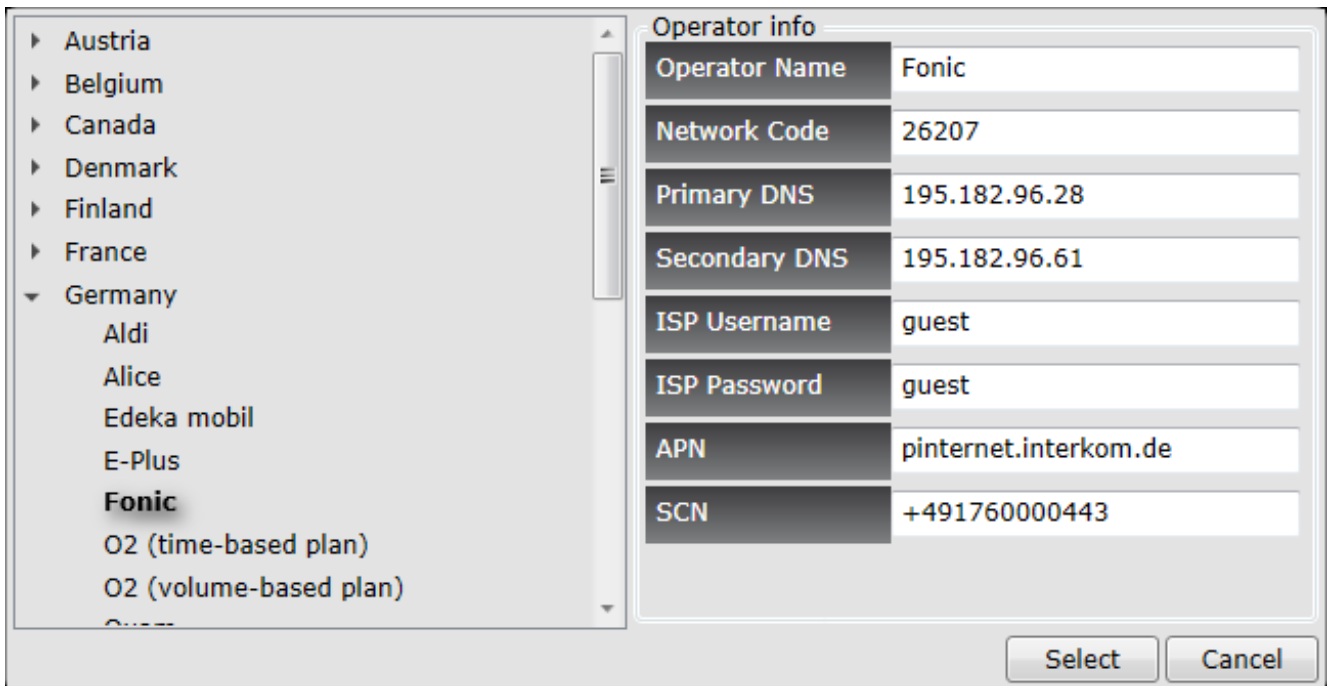 Austria
Belgium
Canada
Denmark
Finland
France
Germany
Aldi
Alice
Edeka mobil
E-Plus
Fonic
O2 (time-based plan)
O2 (volume-based plan)
Operator info
Operator Name Fonic
Network Code 26207
Primary DNS 195.182.96.28
Secondary DNS 195.182.96.61
ISP Username guest
ISP Password guest
APN pinternet.interkom.de
SCN +491760000443
Select Cancel